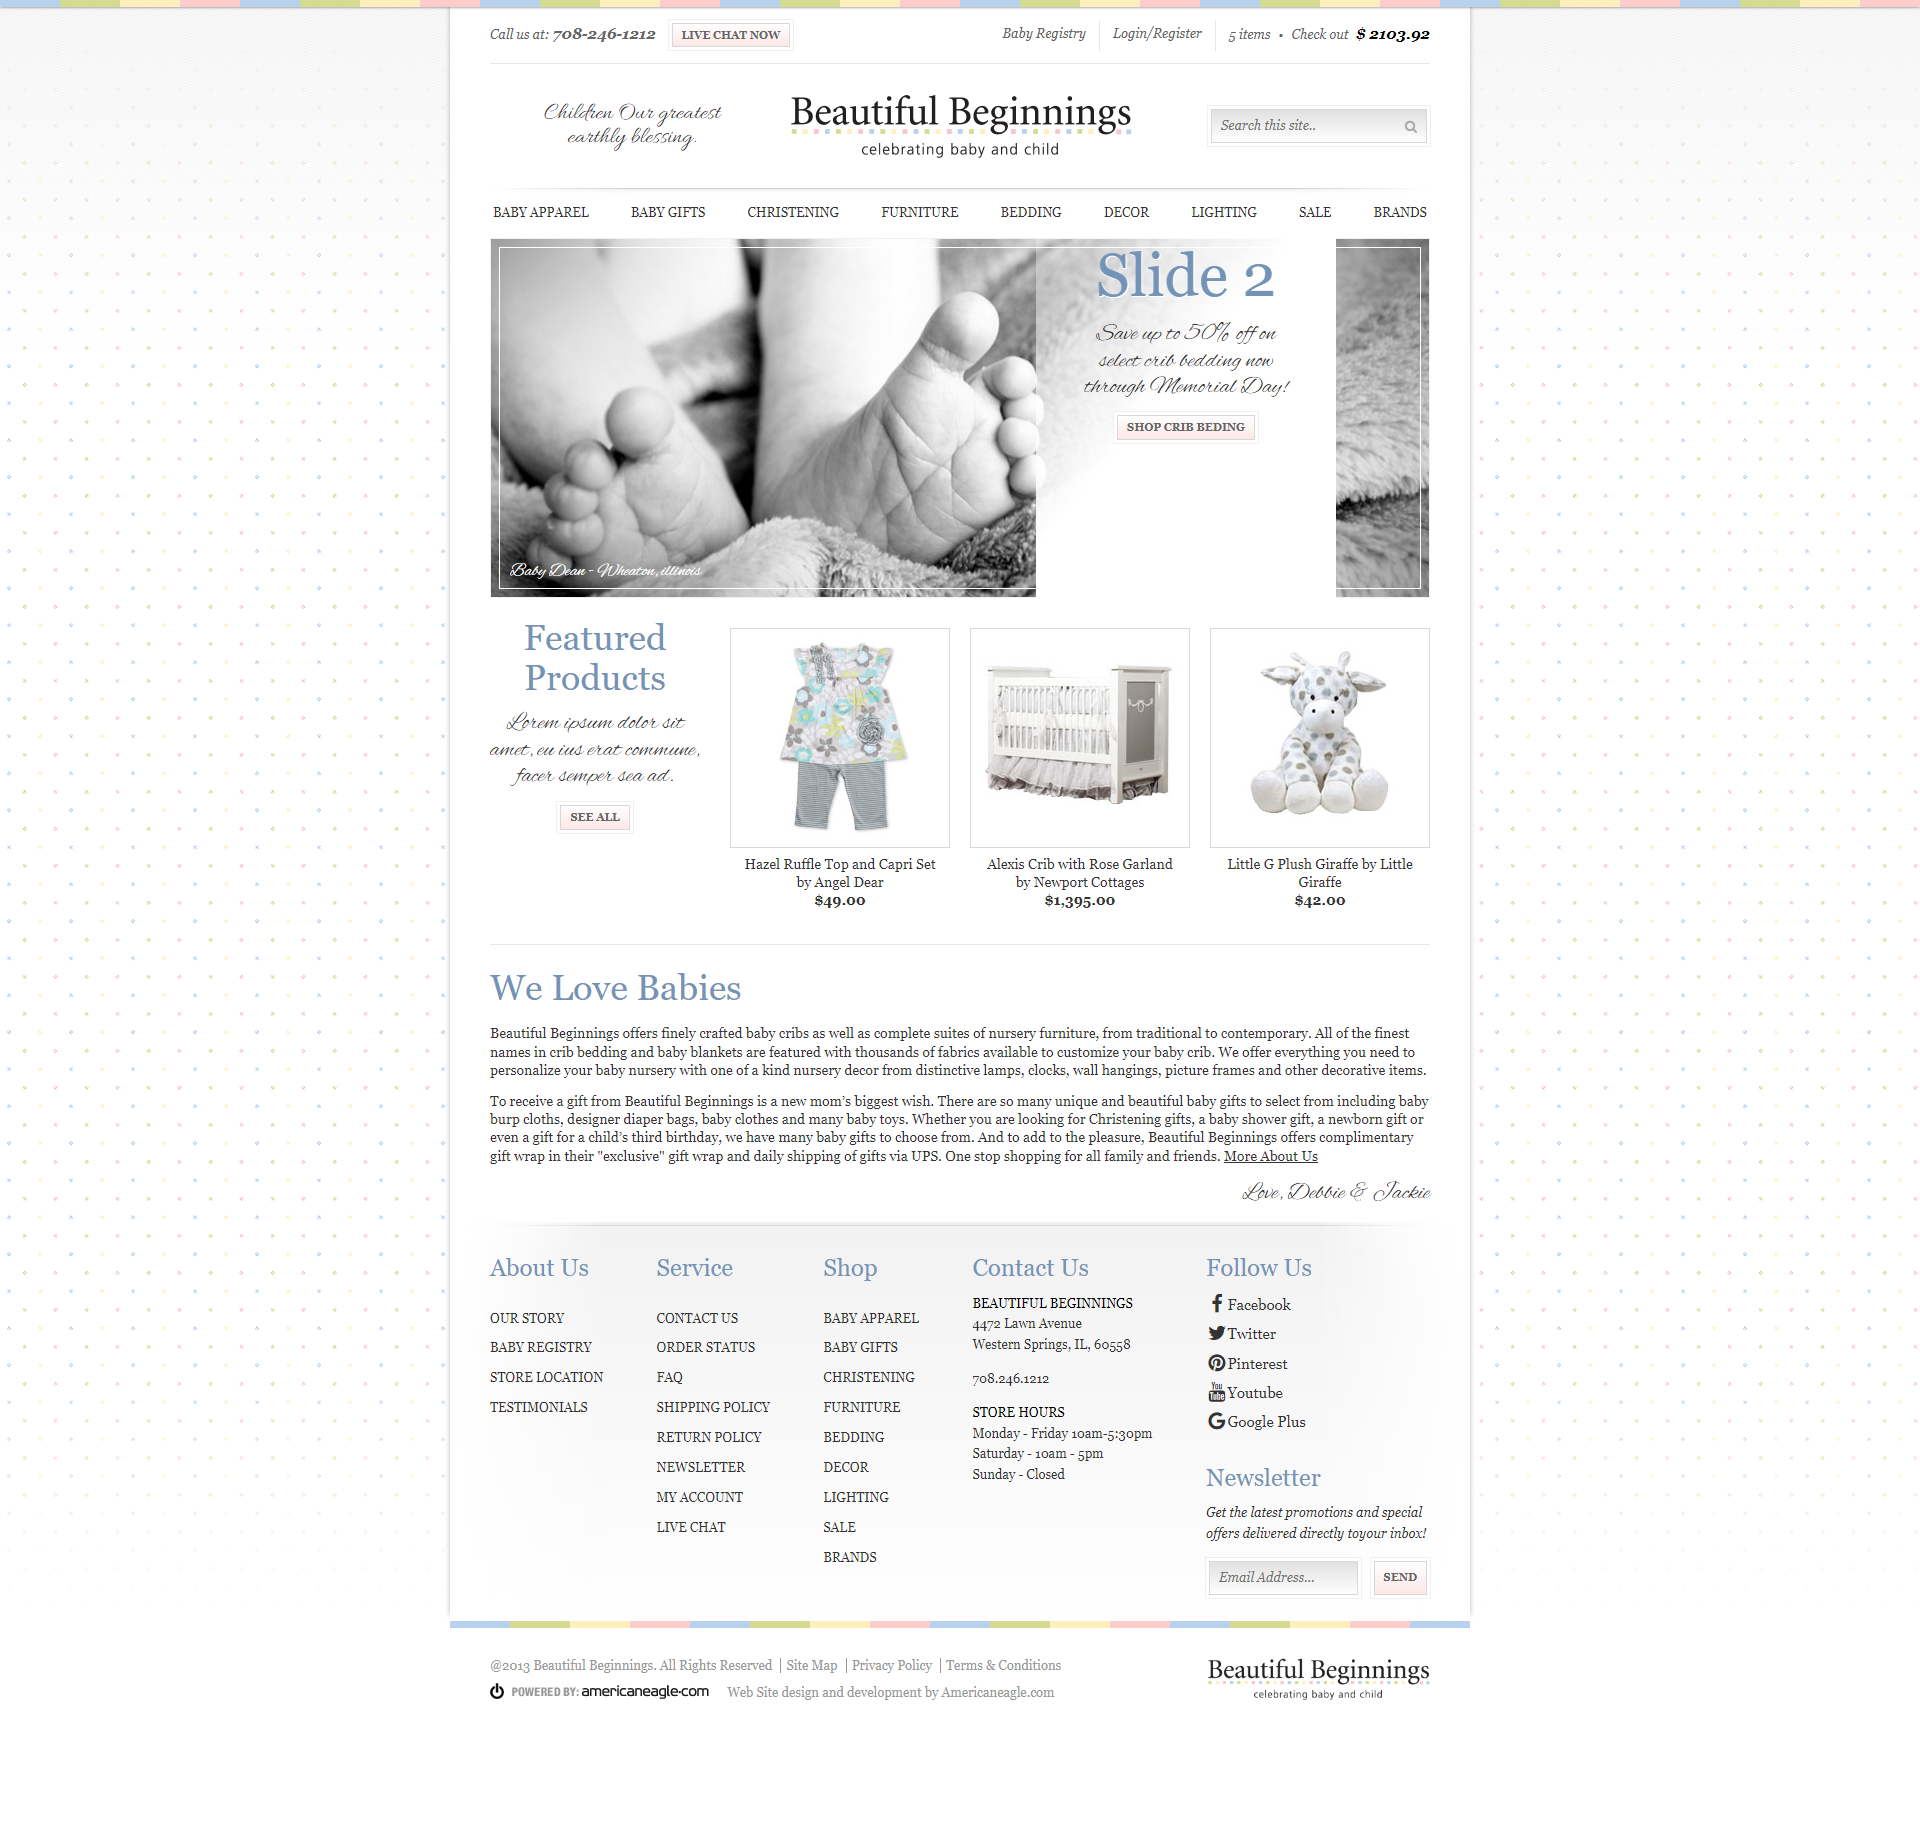 Call us at: 708-246-1212 LIVE CHAT NOW Baby Registry Login/Register 5 items • Check out $ 2103.92
Children Our greatest
earthly blessing.
Beautiful Beginnings
celebrating baby and child
Search this site..
BABY APPAREL BABY GIFTS CHRISTENING FURNITURE BEDDING DECOR LIGHTING SALE BRANDS
Slide 2
Save up to 50% off on
select crib bedding now
through Memorial Day!
SHOP CRIB BEDING
Baby Dean - Wheaton, illinois
Featured
Products
Lorem ipsum dolor sit
amet, eu ius erat commune,
facer semper sea ad.
SEE ALL
Hazel Ruffle Top and Capri Set
by Angel Dear
$49.00
Alexis Crib with Rose Garland
by Newport Cottages
$1,395.00
Little G Plush Giraffe by Little
Giraffe
$42.00
We Love Babies
Beautiful Beginnings offers finely crafted baby cribs as well as complete suites of nursery furniture, from traditional to contemporary. All of the finest
names in crib bedding and baby blankets are featured with thousands of fabrics available to customize your baby crib. We offer everything you need to
personalize your baby nursery with one of a kind nursery decor from distinctive lamps, clocks, wall hangings, picture frames and other decorative items.
To receive a gift from Beautiful Beginnings is a new mom’s biggest wish. There are so many unique and beautiful baby gifts to select from including baby
burp cloths, designer diaper bags, baby clothes and many baby toys. Whether you are looking for Christening gifts, a baby shower gift, a newborn gift or
even a gift for a child’s third birthday, we have many baby gifts to choose from. And to add to the pleasure, Beautiful Beginnings offers complimentary
gift wrap in their "exclusive" gift wrap and daily shipping of gifts via UPS. One stop shopping for all family and friends. More About Us
Love, Debbie & Jackie
About Us
OUR STORY
BABY REGISTRY
STORE LOCATION
TESTIMONIALS
Service
CONTACT US
ORDER STATUS
FAQ
SHIPPING POLICY
RETURN POLICY
NEWSLETTER
MY ACCOUNT
LIVE CHAT
Shop
BABY APPAREL
BABY GIFTS
CHRISTENING
FURNITURE
BEDDING
DECOR
LIGHTING
SALE
BRANDS
Contact Us
BEAUTIFUL BEGINNINGS
4472 Lawn Avenue
Western Springs, IL, 60558
708.246.1212
STORE HOURS
Monday - Friday 10am-5:30pm
Saturday - 10am - 5pm
Sunday - Closed
Follow Us
Facebook
Twitter
Pinterest
You Tube Youtube
Google Plus
Newsletter
Get the latest promotions and special
offers delivered directly toyour inbox!
Email Address... SEND
@2013 Beautiful Beginnings. All Rights Reserved | Site Map | Privacy Policy | Terms & Conditions
POWERED BY: americaneagle.com Web Site design and development by Americaneagle.com
Beautiful Beginnings
celebrating baby and child